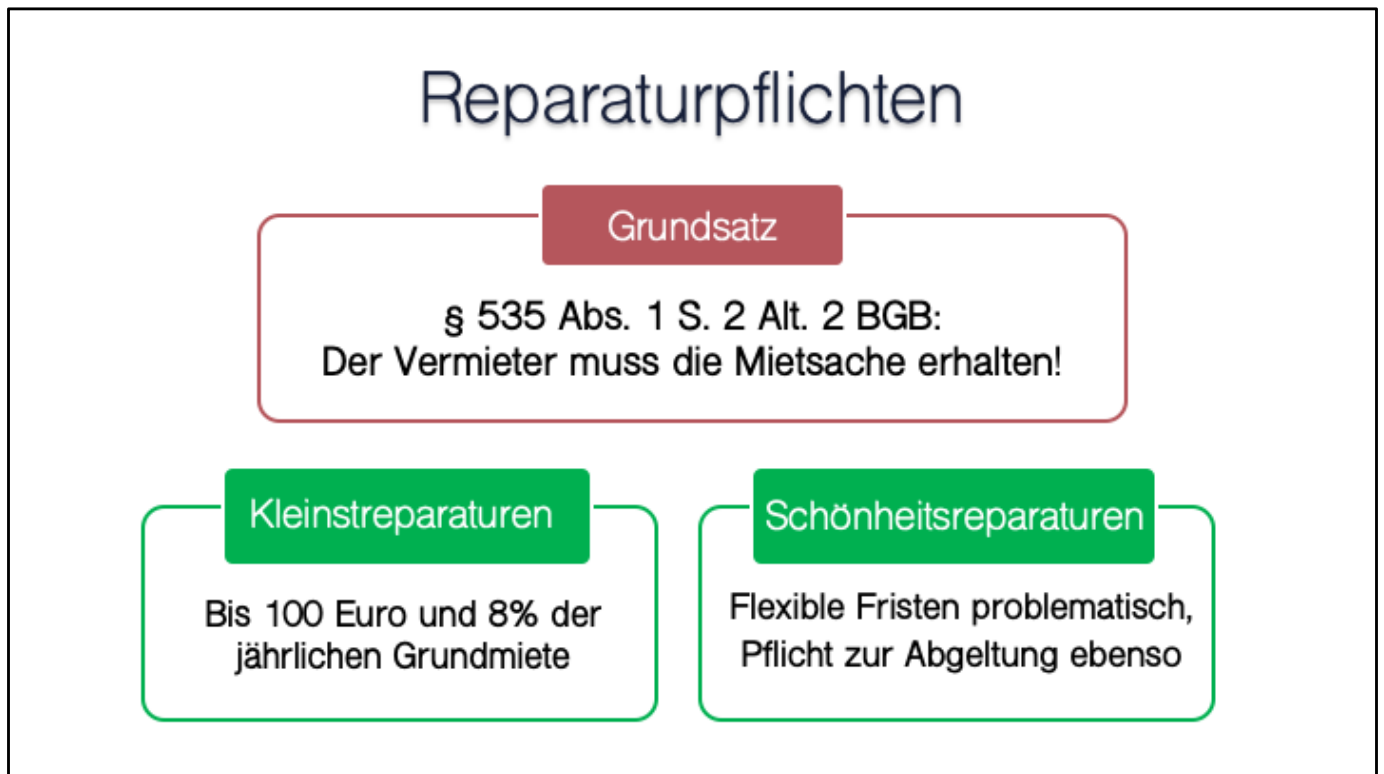 Reparaturpflichten
Grundsatz
§ 535 Abs. 1 S. 2 Alt. 2 BGB:
Der Vermieter muss die Mietsache erhalten!
Kleinstreparaturen
Bis 100 Euro und 8% der
jährlichen Grundmiete
Schönheitsreparaturen
Flexible Fristen problematisch,
Pflicht zur Abgeltung ebenso